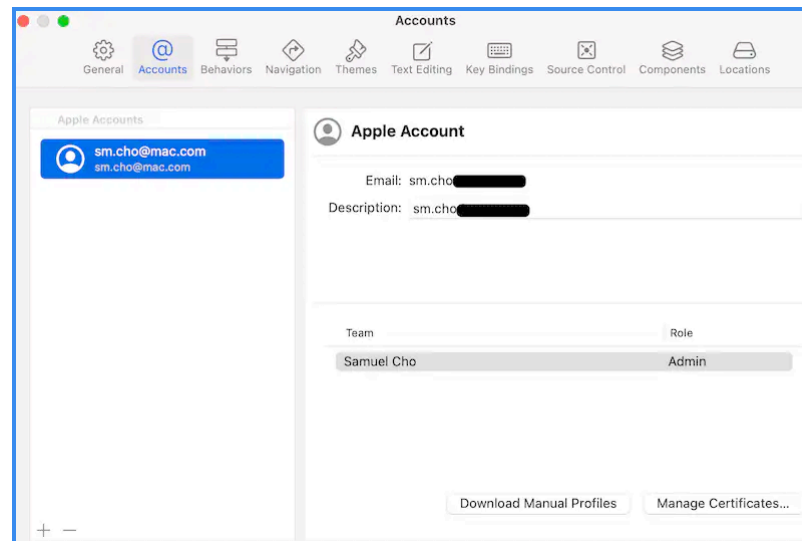 Accounts
General Accounts Behaviors Navigation Themes Text Editing Key Bindings Source Control Components Locations
Apple Accounts
sm.cho@mac.com
sm.cho@mac.com
Apple Account
Email: sm.cho
Description: sm.cho
Team Role
Samuel Cho Admin
Download Manual Profiles Manage Certificates...